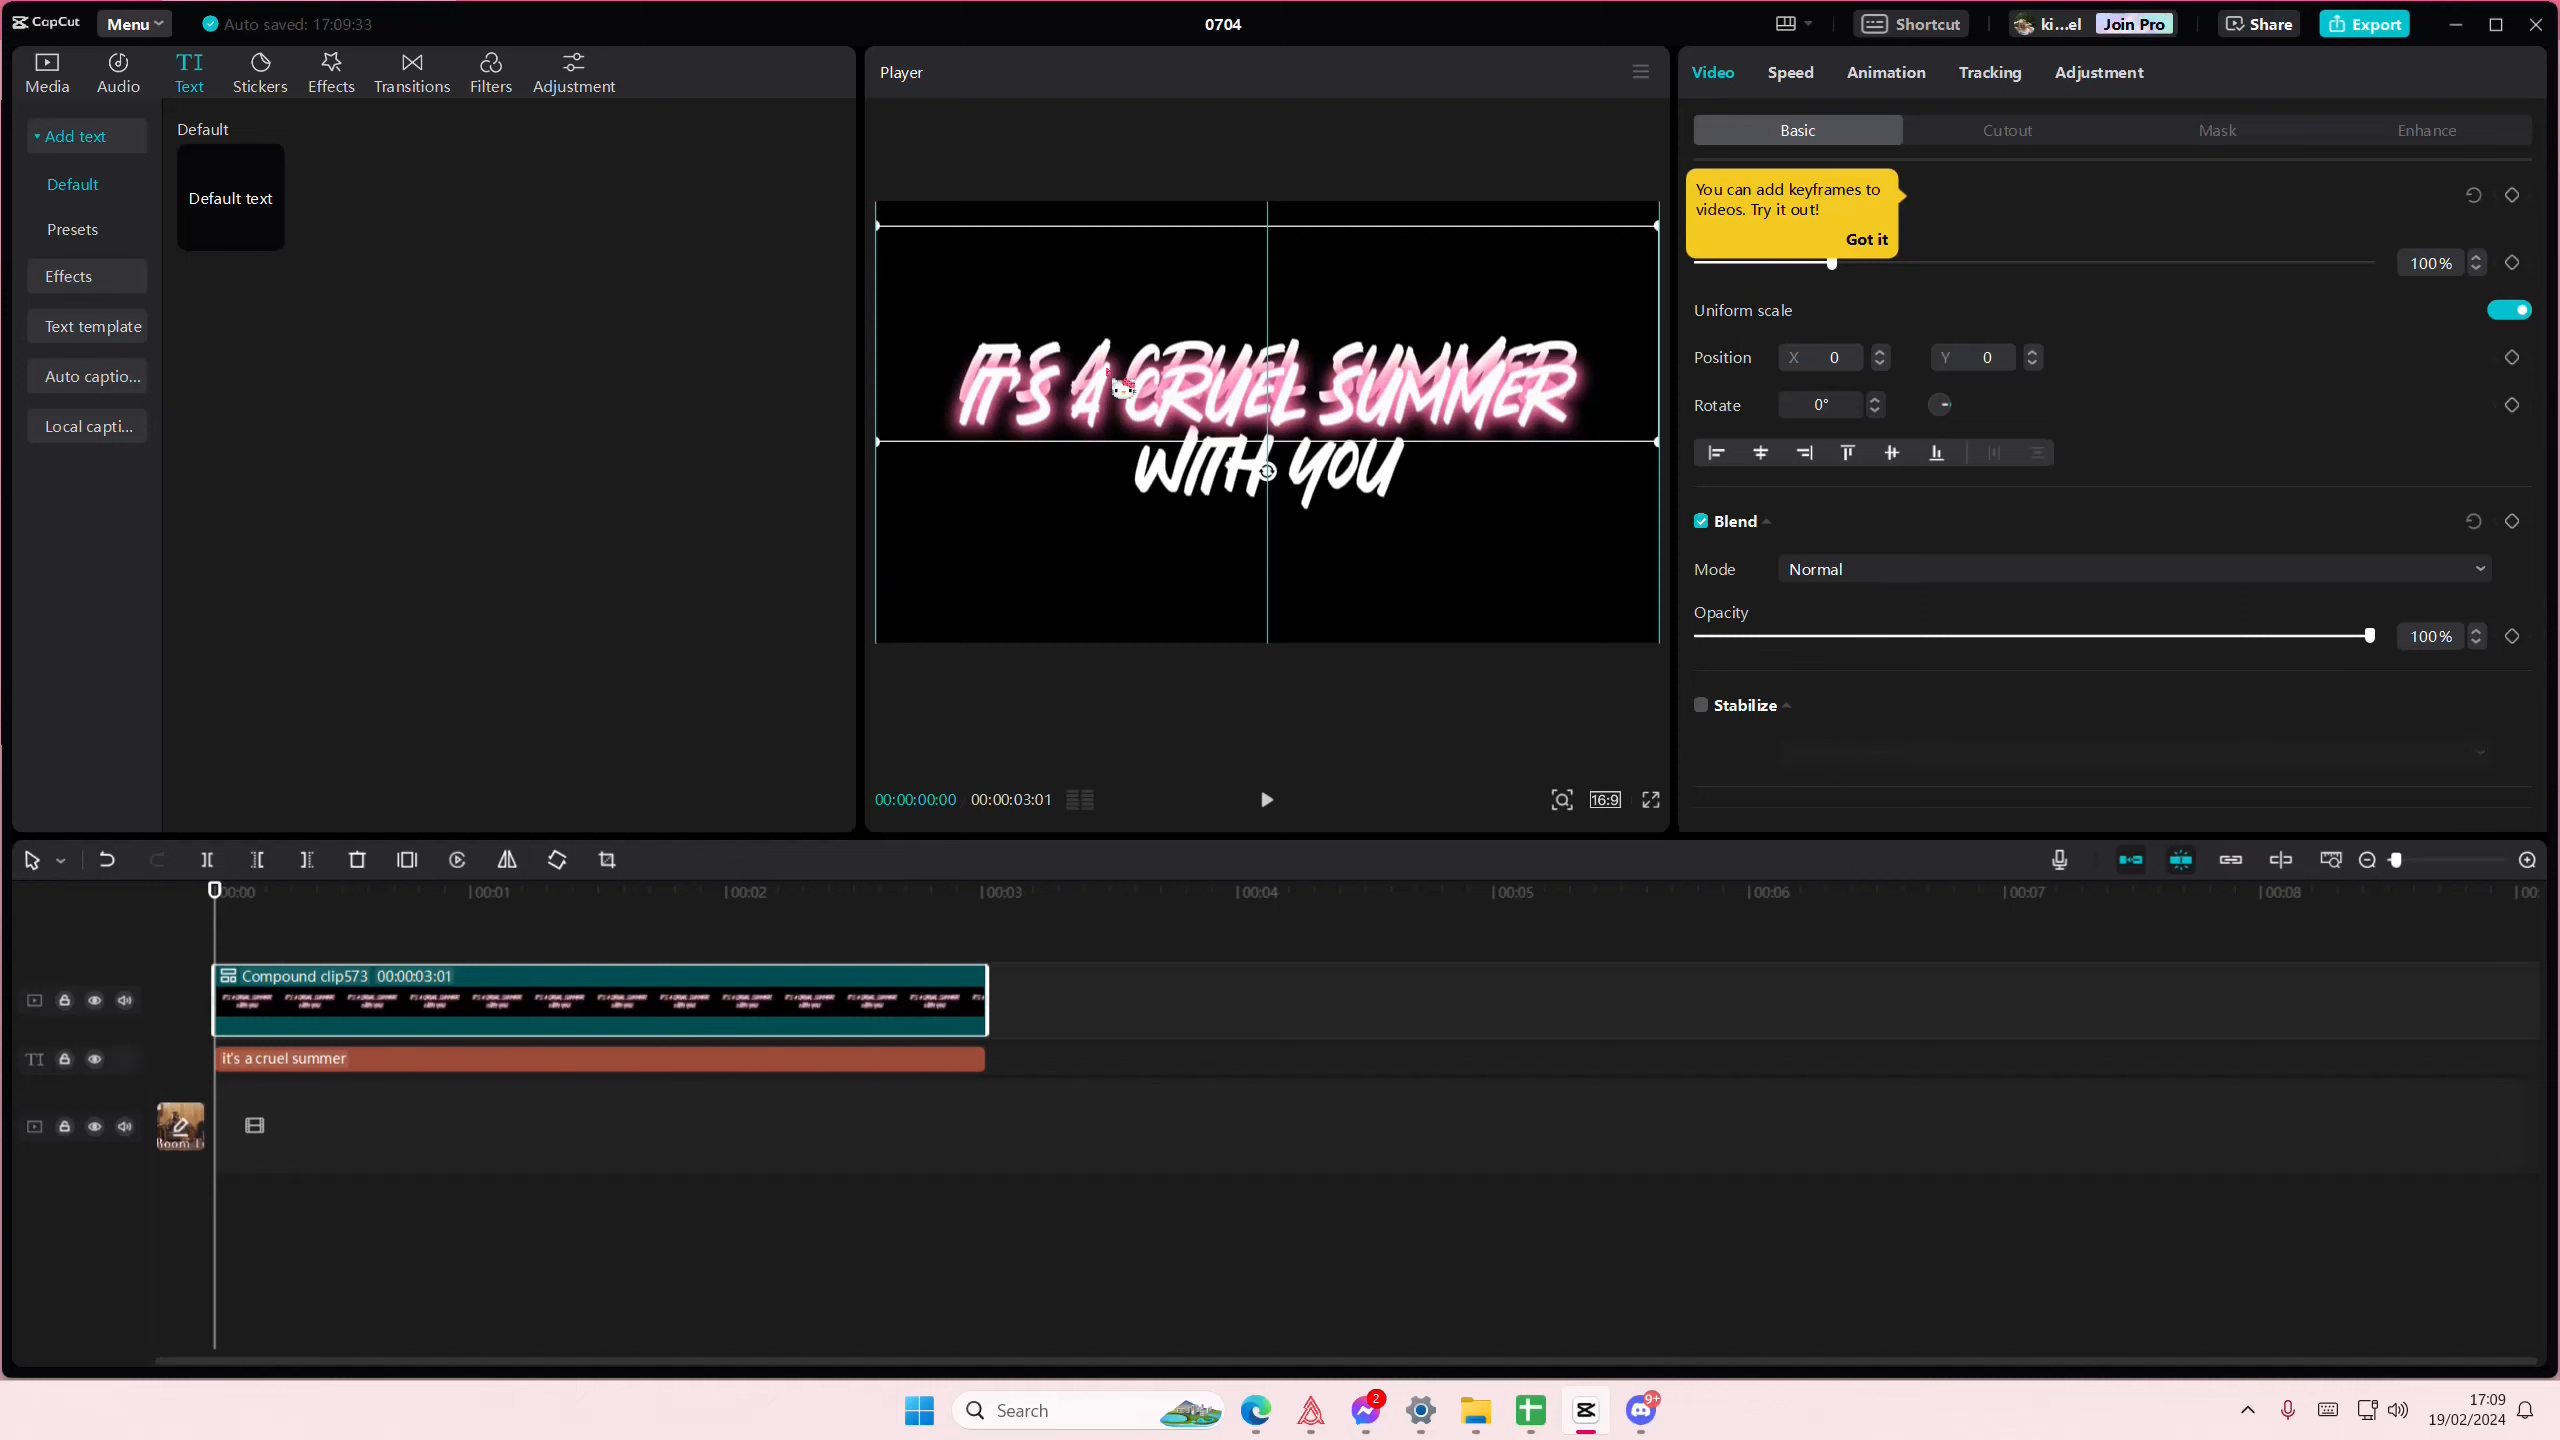 CapCut
Menu
Auto saved: 17:09:33
0704
Shortcut
ki...el
Join Pro
Share
Export
Media
Audio
TI
Text
Stickers
Effects
Transitions
Filters
Adjustment
Player
Video
Speed
Animation
Tracking
Adjustment
Add text
Default
Presets
Effects
Text template
Auto captio...
Local capti...
Default
Default text
IT'S A CRUEL SUMMER
WITH YOU
00:00:00:00
00:00:03:01
16:9
Basic
Cutout
Mask
Enhance
You can add keyframes to
videos. Try it out!
Got it
100%
Uniform scale
Position X 0 Y 0
Rotate 0°
Blend
Mode Normal
Opacity
100%
Stabilize
00:00
00:01
00:02
00:03
00:04
00:05
00:06
00:07
00:08
00:
Compound clip573 00:00:03:01
TI
it's a cruel summer
Search
2
9+
17:09
19/02/2024